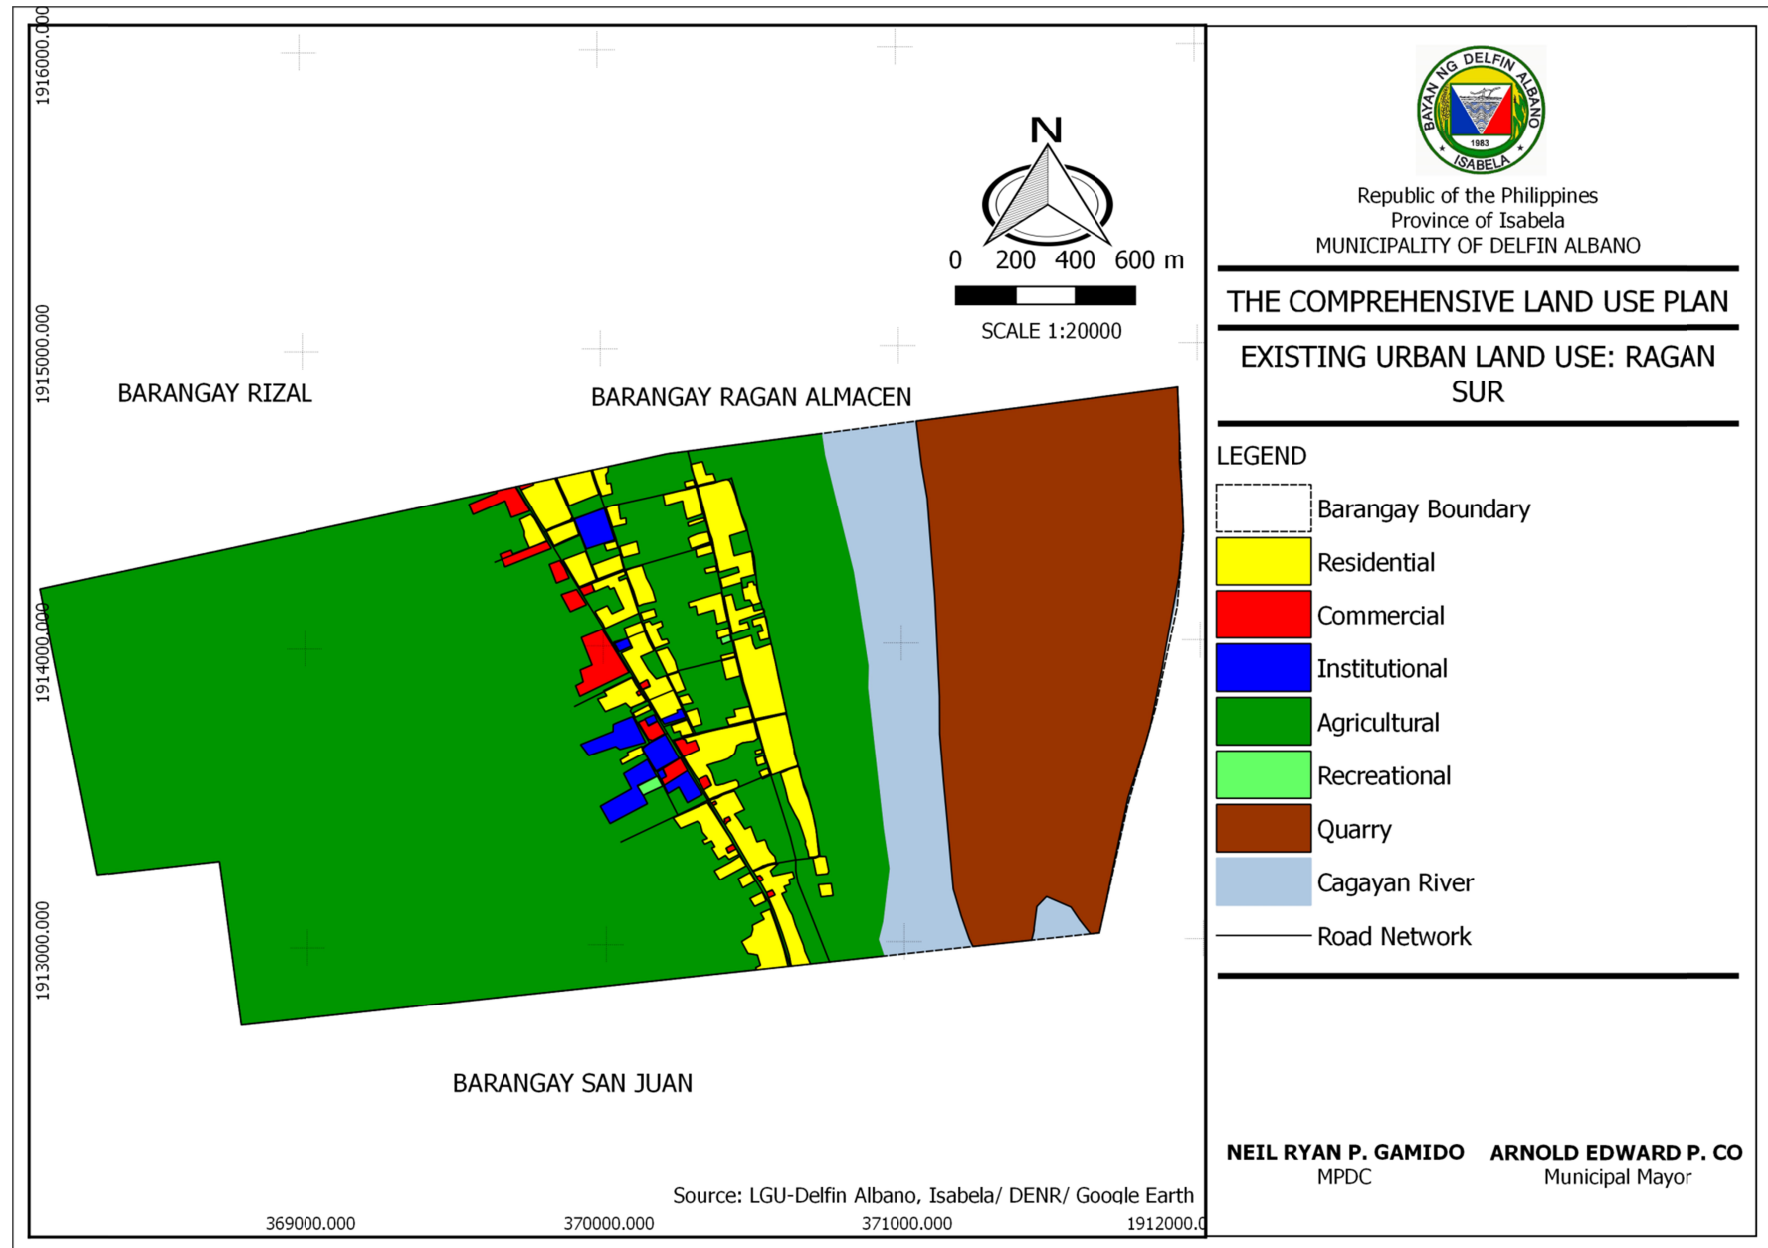 1916000.00
1915000.000
1914000.000
1913000.000
N
0 200 400 600 m
SCALE 1:20000
BARANGAY RIZAL
BARANGAY RAGAN ALMACEN
BARANGAY SAN JUAN
Source: LGU-Delfin Albano, Isabela/ DENR/ Google Earth
369000.000 370000.000 371000.000 1912000.0
BAYAN NG DELFIN ALBANO
1983
ISABELA
Republic of the Philippines
Province of Isabela
MUNICIPALITY OF DELFIN ALBANO
THE COMPREHENSIVE LAND USE PLAN
EXISTING URBAN LAND USE: RAGAN
SUR
LEGEND
Barangay Boundary
Residential
Commercial
Institutional
Agricultural
Recreational
Quarry
Cagayan River
Road Network
NEIL RYAN P. GAMIDO ARNOLD EDWARD P. CO
MPDC Municipal Mayor